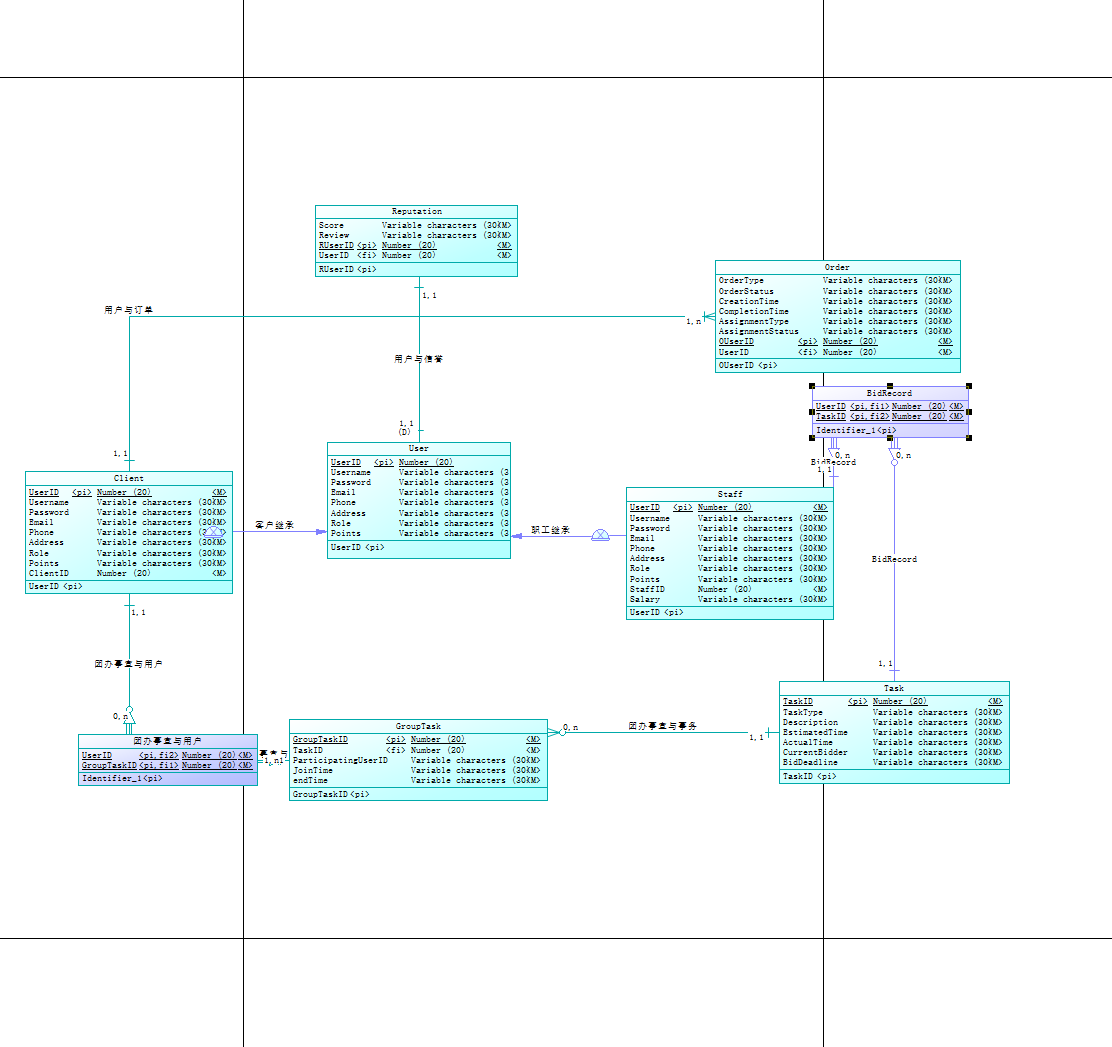 Reputation
Score Variable characters (30) <M>
Review Variable characters (30) <M>
RUserID <pi> Number (20) <M>
UserID <fi> Number (20) <M>
RUserID <pi>
用户与订单
1,1
1,n
用户与信誉
1,1
(D)
Order
OrderType Variable characters (30) <M>
OrderStatus Variable characters (30) <M>
CreationTime Variable characters (30) <M>
CompletionTime Variable characters (30) <M>
AssignmentType Variable characters (30) <M>
AssignmentStatus Variable characters (30) <M>
OUserID <pi> Number (20) <M>
UserID <fi> Number (20) <M>
OUserID <pi>
BidRecord
UserID <pi,fi1> Number (20) <M>
TaskID <pi,fi2> Number (20) <M>
Identifier_1 <pi>
0,n
0,n
BidRecord
1,1
1,1
Client
UserID <pi> Number (20) <M>
Username Variable characters (30) <M>
Password Variable characters (30) <M>
Email Variable characters (30) <M>
Phone Variable characters (30) <M>
Address Variable characters (30) <M>
Role Variable characters (30) <M>
Points Variable characters (30) <M>
ClientID Number (20) <M>
UserID <pi>
客户继承
User
UserID <pi> Number (20)
Username Variable characters (3
Password Variable characters (3
Email Variable characters (3
Phone Variable characters (3
Address Variable characters (3
Role Variable characters (3
Points Variable characters (3
UserID <pi>
职工继承
Staff
UserID <pi> Number (20) <M>
Username Variable characters (30) <M>
Password Variable characters (30) <M>
Email Variable characters (30) <M>
Phone Variable characters (30) <M>
Address Variable characters (30) <M>
Role Variable characters (30) <M>
Points Variable characters (30) <M>
StaffID Number (20) <M>
Salary Variable characters (30) <M>
UserID <pi>
BidRecord
1,1
1,1
团办事宜与用户
0,n
团办事宜与用户
UserID <pi,fi2> Number (20) <M>
GroupTaskID <pi,fi1> Number (20) <M>
Identifier_1 <pi>
GroupTask
GroupTaskID <pi> Number (20) <M>
TaskID <fi> Number (20) <M>
ParticipatingUserID Variable characters (30) <M>
JoinTime Variable characters (30) <M>
endTime Variable characters (30) <M>
GroupTaskID <pi>
0,n
团办事宜与事务
1,1
Task
TaskID <pi> Number (20) <M>
TaskType Variable characters (30) <M>
Description Variable characters (30) <M>
EstimatedTime Variable characters (30) <M>
ActualTime Variable characters (30) <M>
CurrentBidder Variable characters (30) <M>
BidDeadline Variable characters (30) <M>
TaskID <pi>